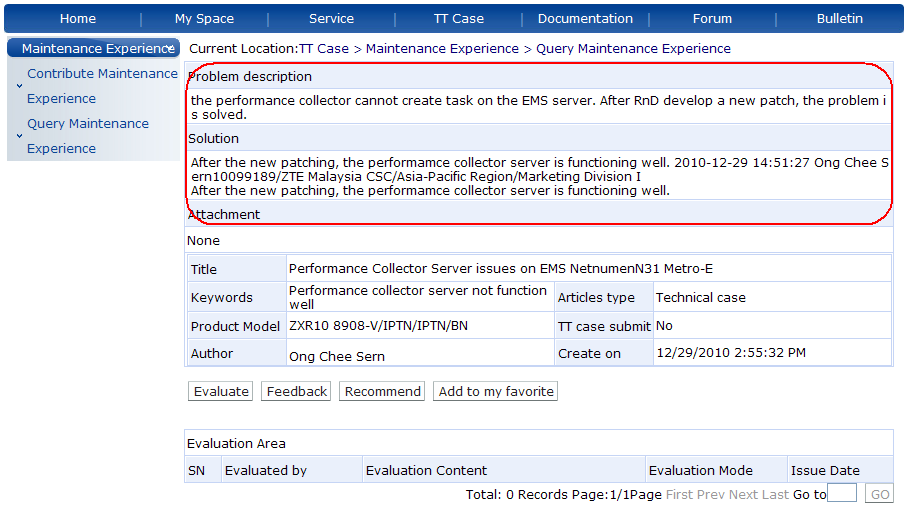 Home | My Space | Service | TT Case | Documentation | Forum | Bulletin
Maintenance Experience
Current Location:TT Case > Maintenance Experience > Query Maintenance Experience
Contribute Maintenance
Experience
Query Maintenance
Experience
Problem description
the performance collector cannot create task on the EMS server. After RnD develop a new patch, the problem i
s solved.
Solution
After the new patching, the performamce collector server is functioning well. 2010-12-29 14:51:27 Ong Chee S
ern10099189/ZTE Malaysia CSC/Asia-Pacific Region/Marketing Division I
After the new patching, the performamce collector server is functioning well.
Attachment
None
Title Performance Collector Server issues on EMS NetnumenN31 Metro-E
Keywords Performance collector server not function
well
Articles type Technical case
Product Model ZXR10 8908-V/IPTN/IPTN/BN TT case submit No
Author Ong Chee Sern Create on 12/29/2010 2:55:32 PM
Evaluate Feedback Recommend Add to my favorite
Evaluation Area
SN Evaluated by Evaluation Content Evaluation Mode Issue Date
Total: 0 Records Page:1/1Page First Prev Next Last Go to GO